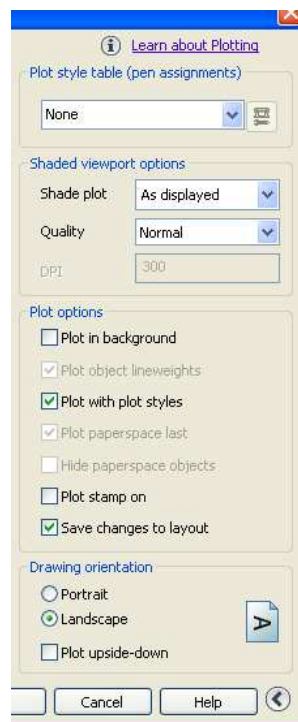 Learn about Plotting
Plot style table (pen assignments)
None
Shaded viewport options
Shade plot As displayed
Quality Normal
DPI 300
Plot options
Plot in background
Plot object lineweights
Plot with plot styles
Plot paperspace last
Hide paperspace objects
Plot stamp on
Save changes to layout
Drawing orientation
Portrait
Landscape
A
Plot upside-down
Cancel Help